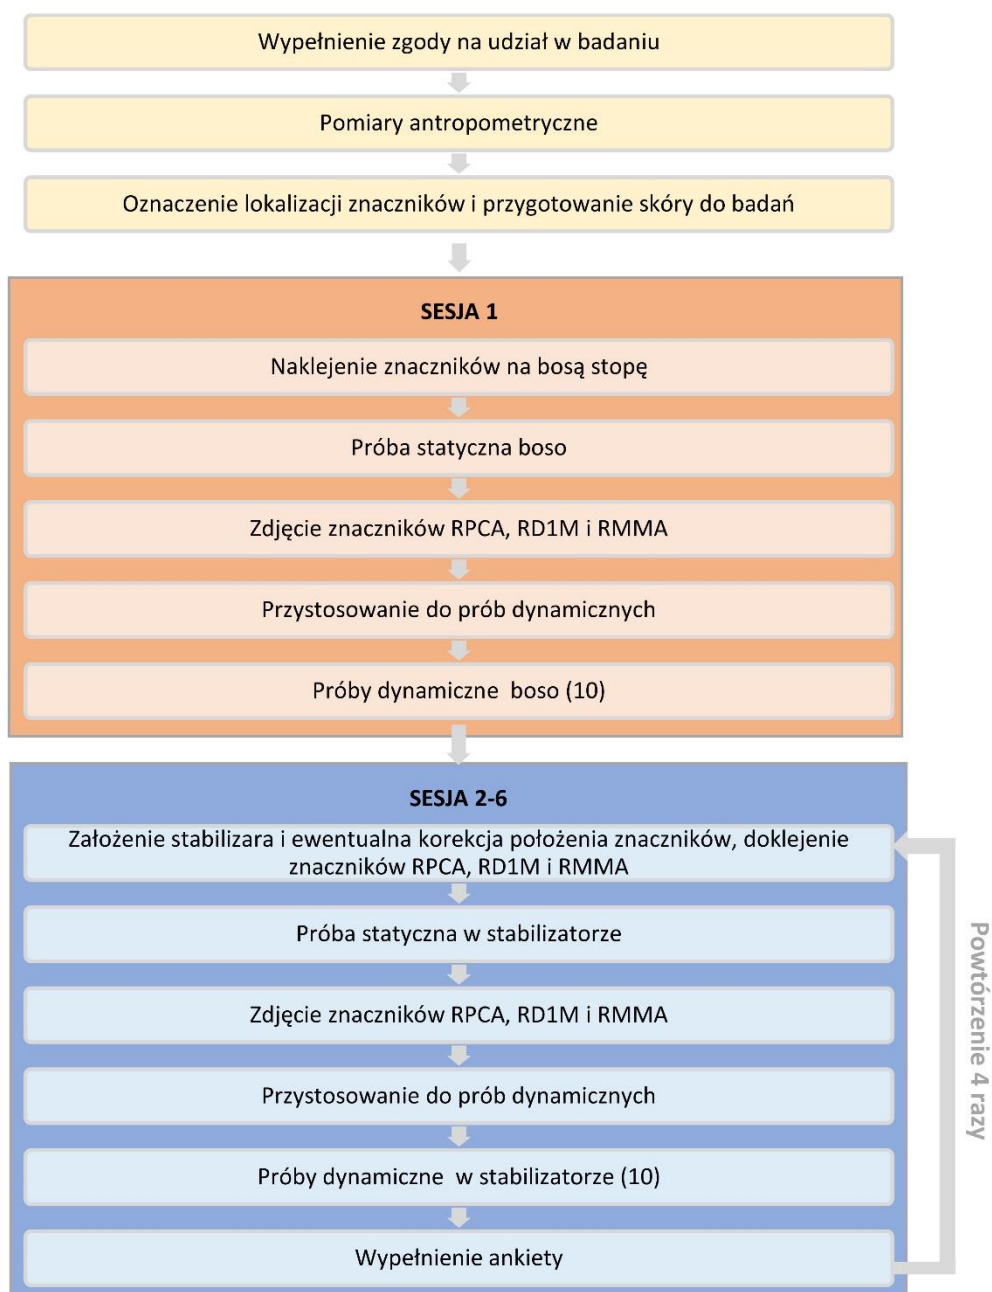 Wypełnienie zgody na udział w badaniu
Pomiary antropometryczne
Oznaczenie lokalizacji znaczników i przygotowanie skóry do badań
SESJA 1
Naklejenie znaczników na bosą stopę
Próba statyczna boso
Zdjęcie znaczników RPCA, RD1M i RMMA
Przystosowanie do prób dynamicznych
Próby dynamiczne boso (10)
SESJA 2-6
Założenie stabilizara i ewentualna korekcja położenia znaczników, doklejenie
znaczników RPCA, RD1M i RMMA
Próba statyczna w stabilizatorze
Zdjęcie znaczników RPCA, RD1M i RMMA
Przystosowanie do prób dynamicznych
Próby dynamiczne w stabilizatorze (10)
Wypełnienie ankiety
Powtórzenie 4 razy